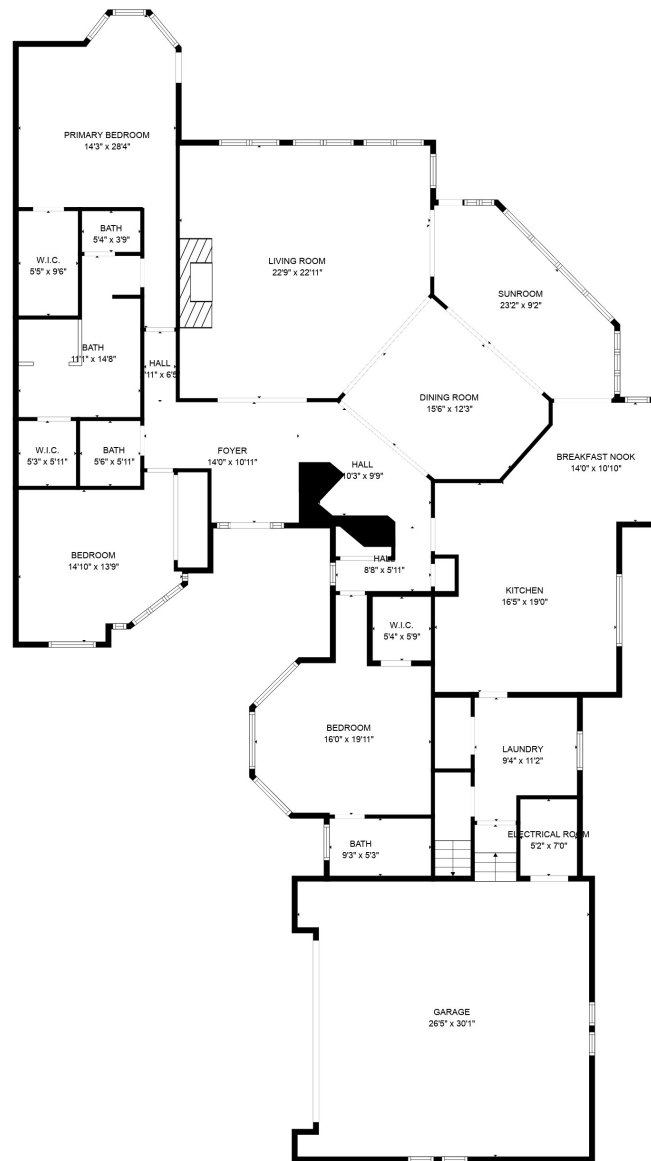 PRIMARY BEDROOM
14'3" x 28'4"
BATH
5'4" x 3'9"
W.I.C.
5'5" x 9'6"
LIVING ROOM
22'9" x 22'11"
SUNROOM
23'2" x 9'2"
BATH
11'1" x 14'8"
HALL
'11" x 6'5
DINING ROOM
15'6" x 12'3"
W.I.C.
5'3" x 5'11"
BATH
5'6" x 5'11"
FOYER
14'0" x 10'11"
HALL
10'3" x 9'9"
BREAKFAST NOOK
14'0" x 10'10"
BEDROOM
14'10" x 13'9"
HALL
8'8" x 5'11"
KITCHEN
16'5" x 19'0"
W.I.C.
5'4" x 5'9"
BEDROOM
16'0" x 19'11"
LAUNDRY
9'4" x 11'2"
BATH
9'3" x 5'3"
ELECTRICAL ROOM
5'2" x 7'0"
GARAGE
26'5" x 30'1"